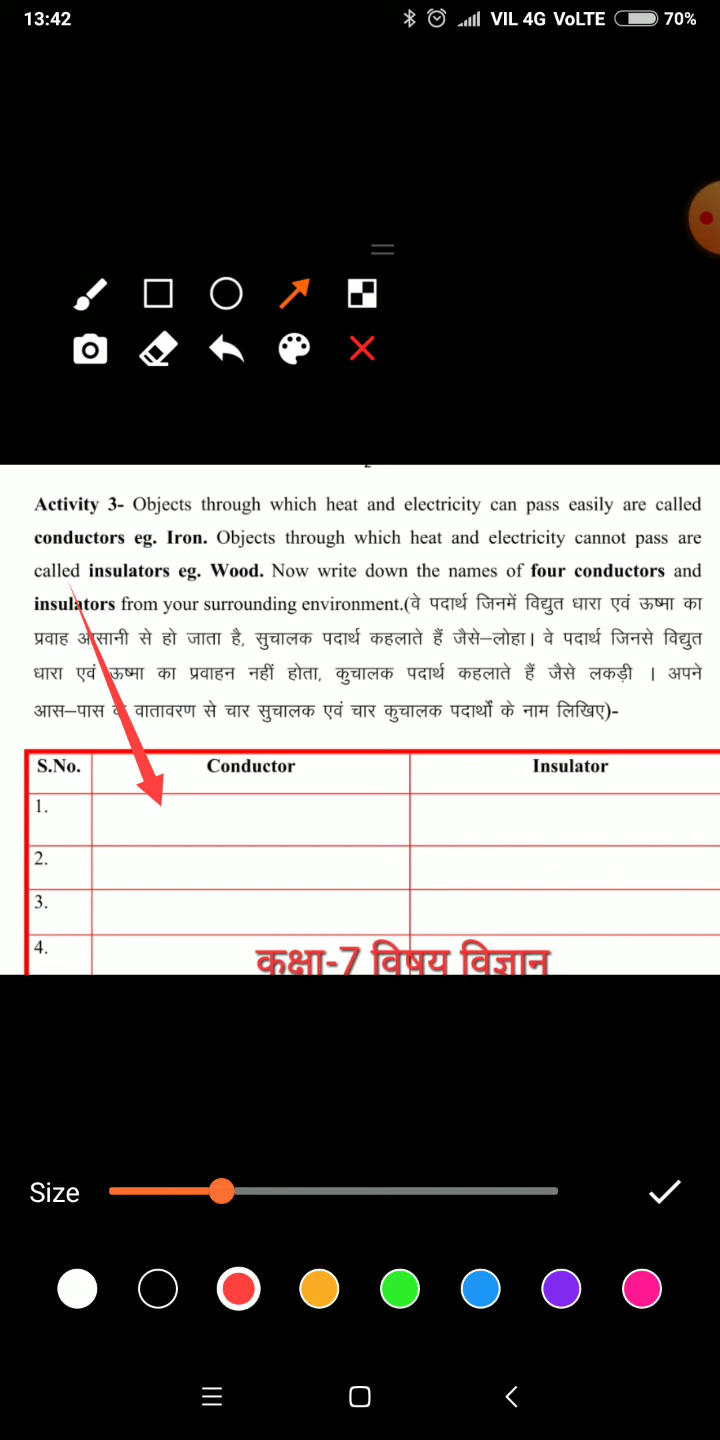 13:42 VIL 4G VoLTE 70%
Activity 3- Objects through which heat and electricity can pass easily are called
conductors eg. Iron. Objects through which heat and electricity cannot pass are
called insulators eg. Wood. Now write down the names of four conductors and
insulators from your surrounding environment.(वे पदार्थ जिनमें विद्युत धारा एवं ऊष्मा का
प्रवाह आसानी से हो जाता है, सुचालक पदार्थ कहलाते हैं जैसे–लोहा। वे पदार्थ जिनसे विद्युत
धारा एवं ऊष्मा का प्रवाहन नहीं होता, कुचालक पदार्थ कहलाते हैं जैसे लकड़ी । अपने
आस–पास के वातावरण से चार सुचालक एवं चार कुचालक पदार्थों के नाम लिखिए)-
S.No. Conductor Insulator
1.
2.
3.
4.
कक्षा-7 विषय विज्ञान
Size